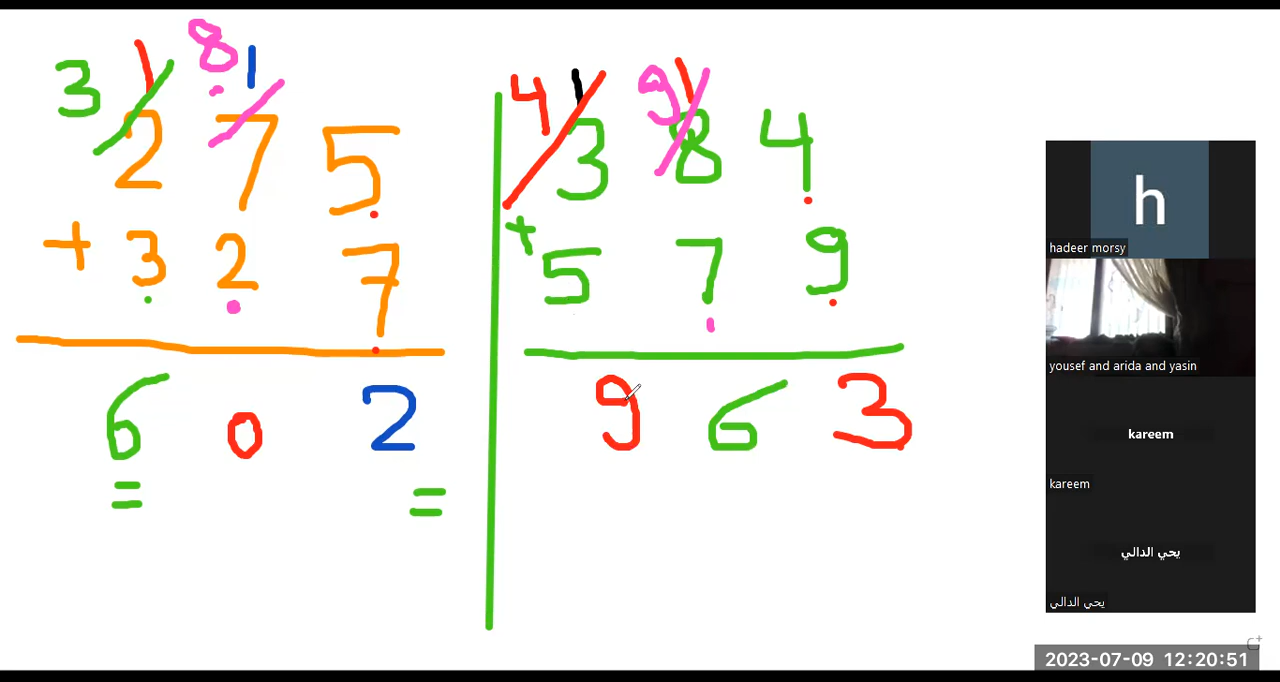 3 1 8 1
2 7 5
+ 3 2 7
6 0 2
= =
4 1 9 1
3 8 4
+ 5 7 9
9 6 3
h
hadeer morsy
yousef and arida and yasin
kareem
kareem
يحي الدالي
يحي الدالي
2023-07-09 12:20:51